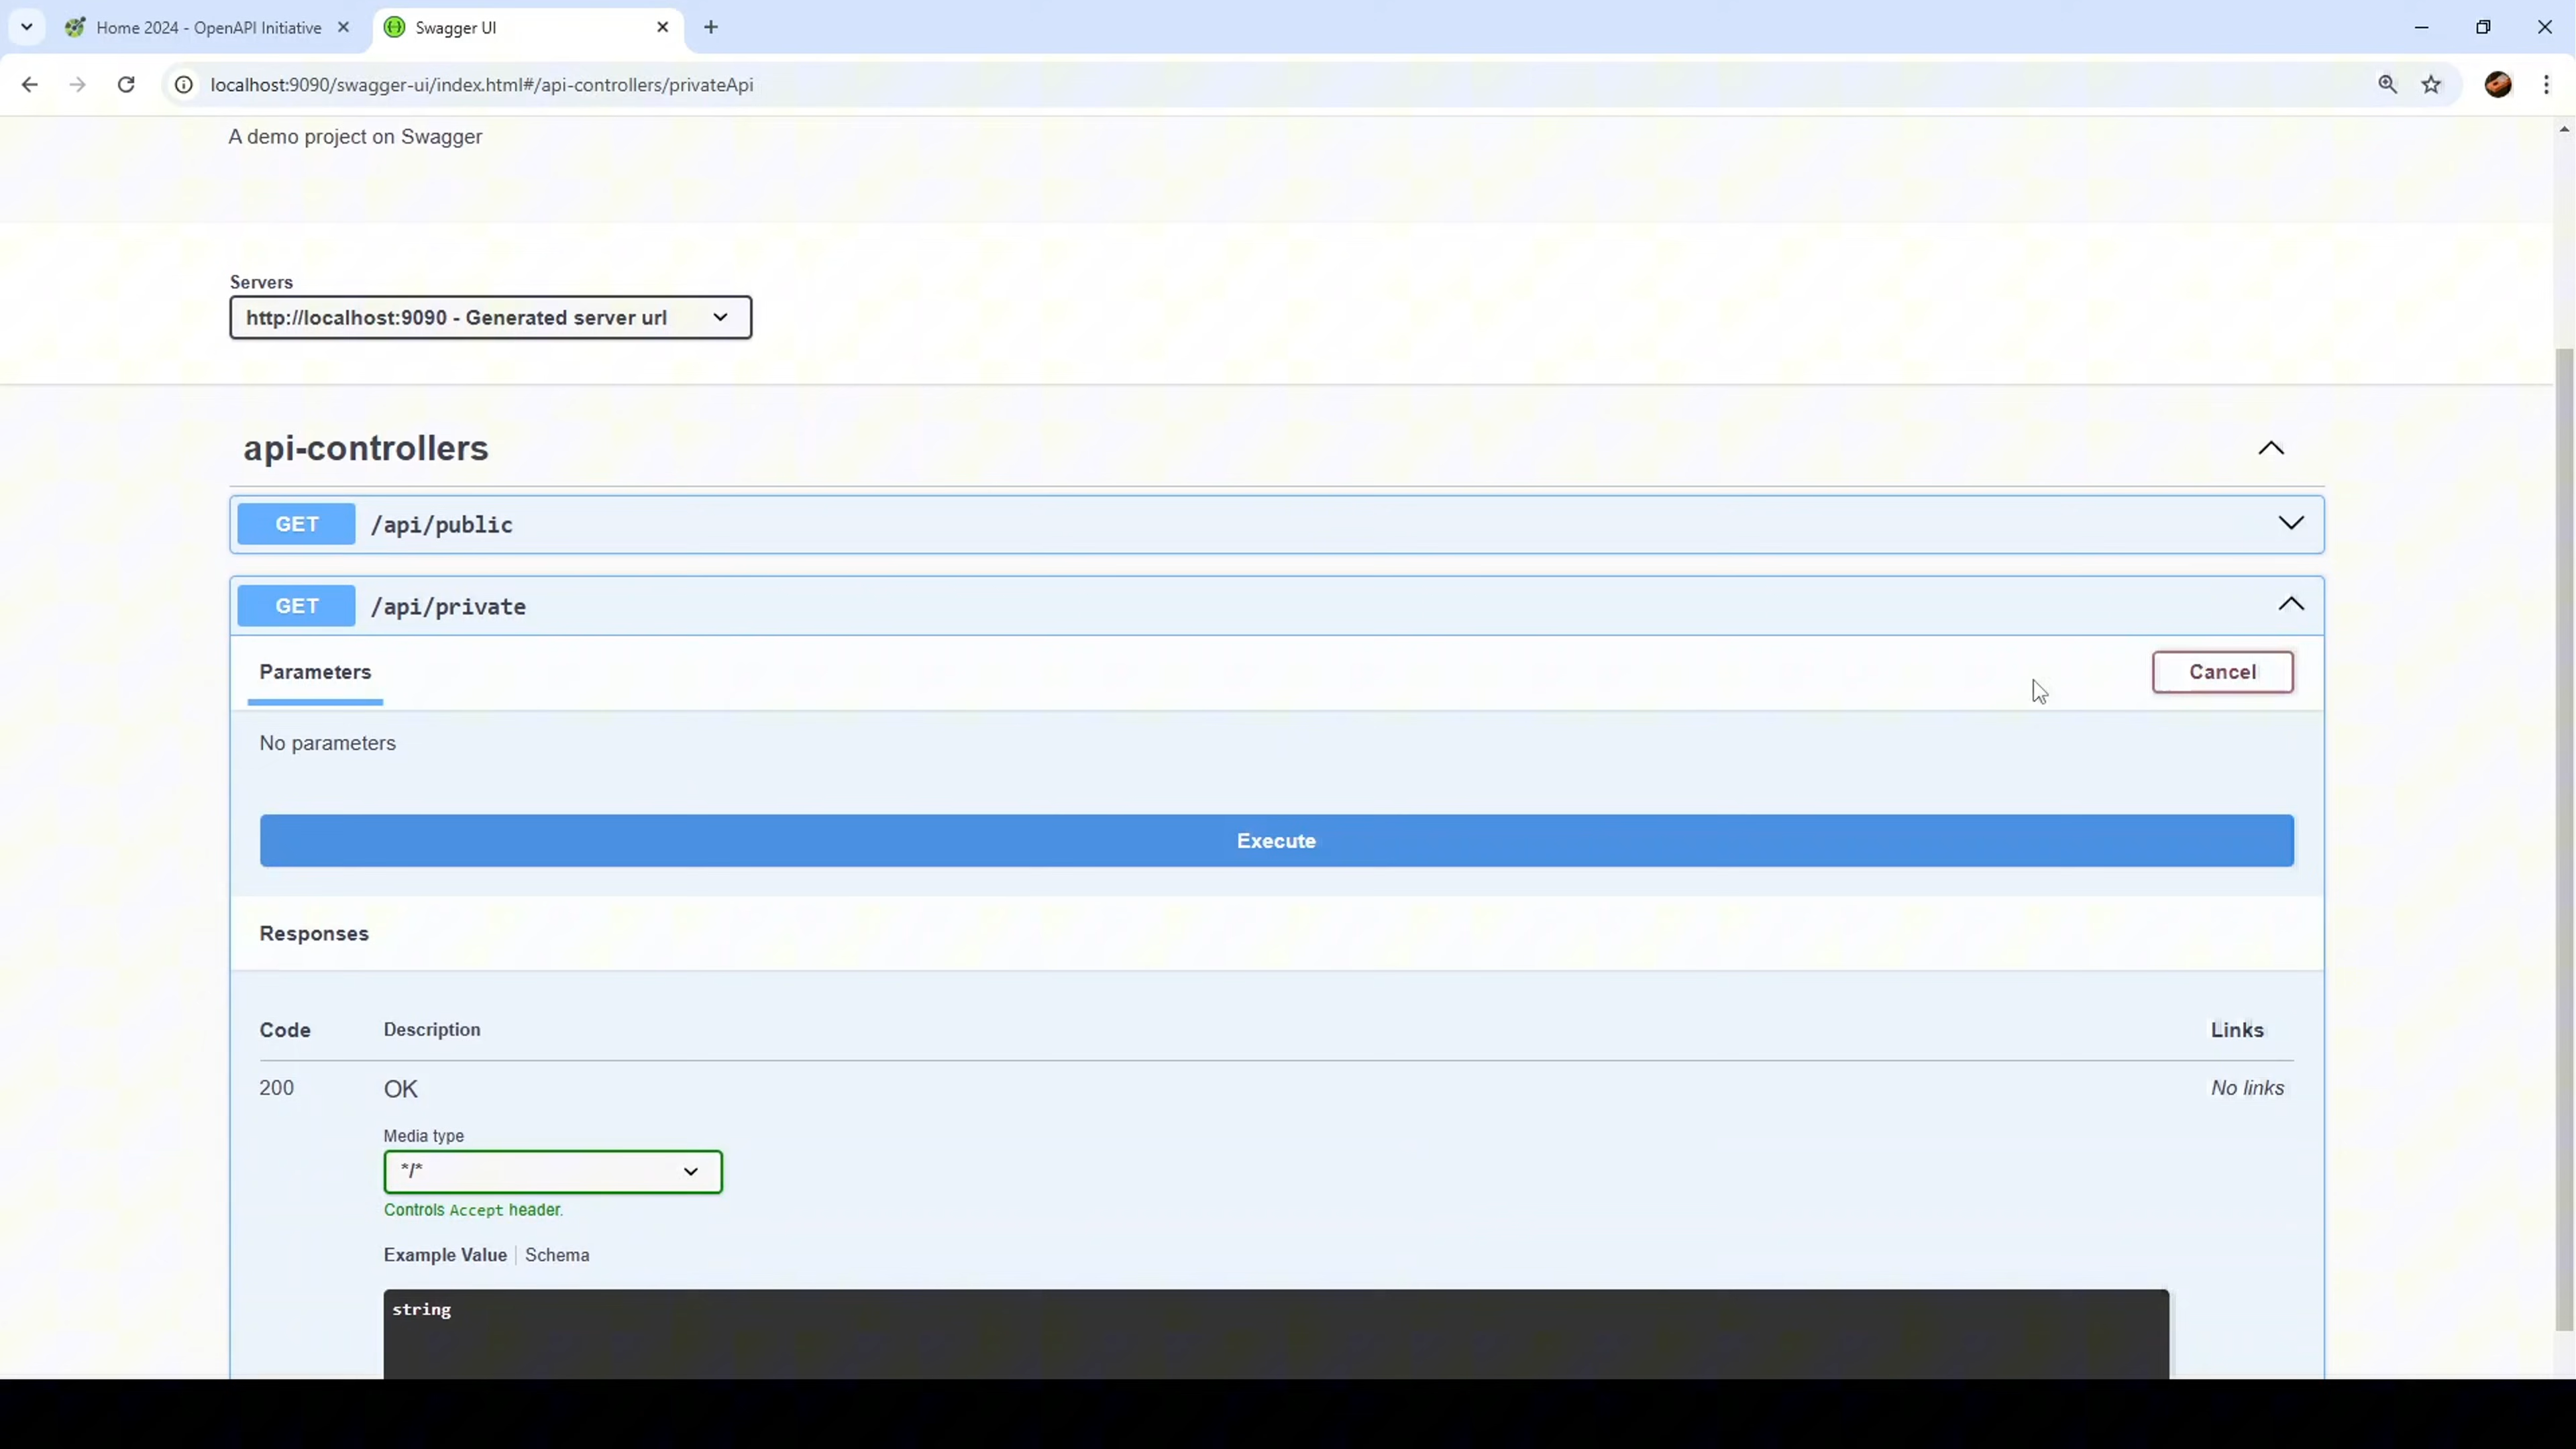 Home 2024 - OpenAPI Initiative
Swagger UI
localhost:9090/swagger-ui/index.html#/api-controllers/privateApi
A demo project on Swagger
Servers
http://localhost:9090 - Generated server url
api-controllers
GET /api/public
GET /api/private
Parameters
Cancel
No parameters
Execute
Responses
Code Description Links
200 OK No links
Media type
*/*
Controls Accept header.
Example Value Schema
string